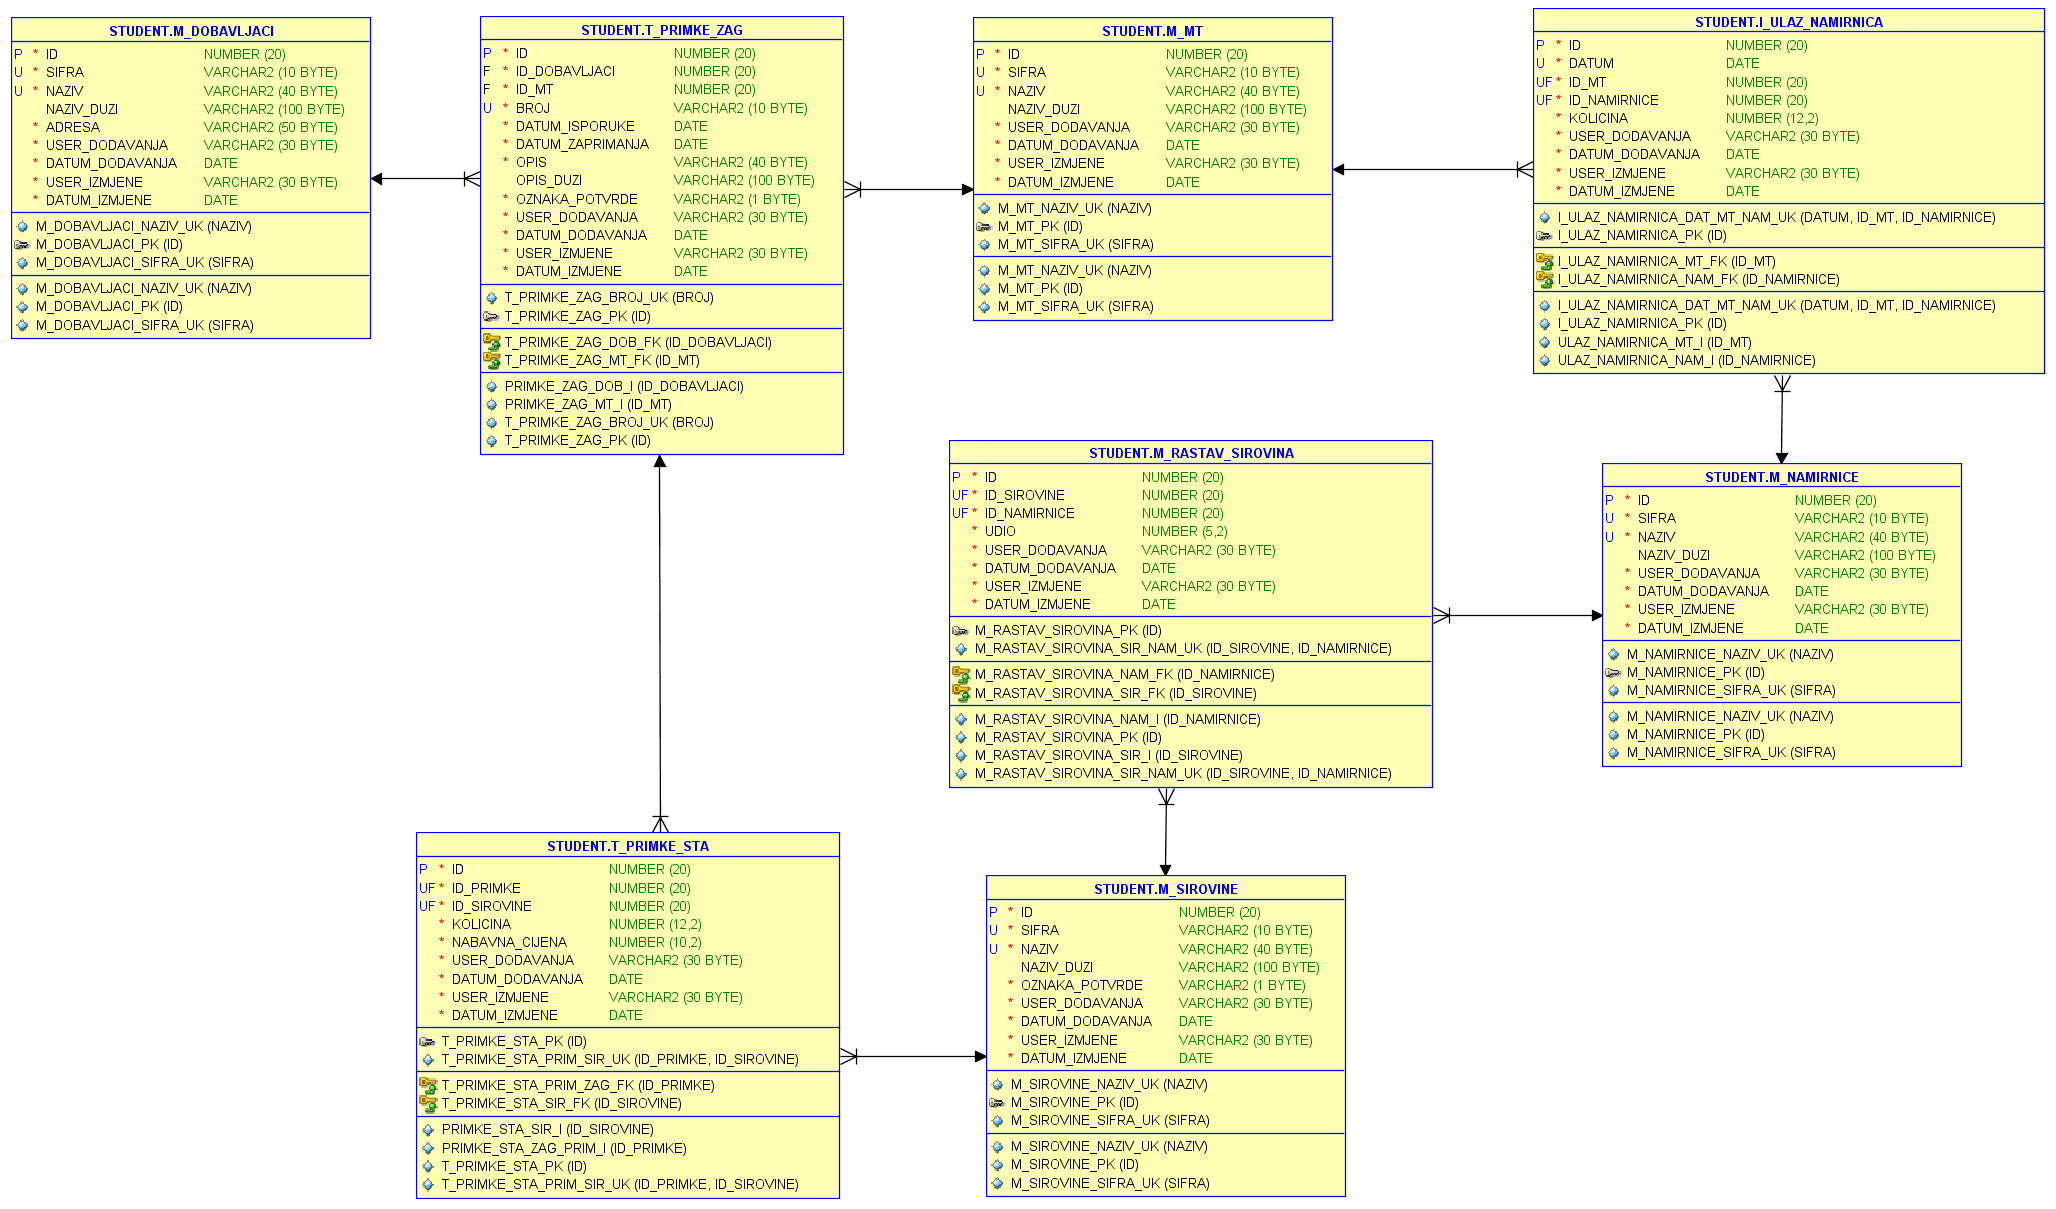 STUDENT.M_DOBAVLJACI
P * ID NUMBER (20)
U * SIFRA VARCHAR2 (10 BYTE)
U * NAZIV VARCHAR2 (40 BYTE)
NAZIV_DUZI VARCHAR2 (100 BYTE)
* ADRESA VARCHAR2 (50 BYTE)
* USER_DODAVANJA VARCHAR2 (30 BYTE)
* DATUM_DODAVANJA DATE
* USER_IZMJENE VARCHAR2 (30 BYTE)
* DATUM_IZMJENE DATE
M_DOBAVLJACI_NAZIV_UK (NAZIV)
M_DOBAVLJACI_PK (ID)
M_DOBAVLJACI_SIFRA_UK (SIFRA)
M_DOBAVLJACI_NAZIV_UK (NAZIV)
M_DOBAVLJACI_PK (ID)
M_DOBAVLJACI_SIFRA_UK (SIFRA)
STUDENT.T_PRIMKE_ZAG
P * ID NUMBER (20)
F * ID_DOBAVLJACI NUMBER (20)
F * ID_MT NUMBER (20)
U * BROJ VARCHAR2 (10 BYTE)
* DATUM_ISPORUKE DATE
* DATUM_ZAPRIMANJA DATE
* OPIS VARCHAR2 (40 BYTE)
OPIS_DUZI VARCHAR2 (100 BYTE)
* OZNAKA_POTVRDE VARCHAR2 (1 BYTE)
* USER_DODAVANJA VARCHAR2 (30 BYTE)
* DATUM_DODAVANJA DATE
* USER_IZMJENE VARCHAR2 (30 BYTE)
* DATUM_IZMJENE DATE
T_PRIMKE_ZAG_BROJ_UK (BROJ)
T_PRIMKE_ZAG_PK (ID)
T_PRIMKE_ZAG_DOB_FK (ID_DOBAVLJACI)
T_PRIMKE_ZAG_MT_FK (ID_MT)
PRIMKE_ZAG_DOB_I (ID_DOBAVLJACI)
PRIMKE_ZAG_MT_I (ID_MT)
T_PRIMKE_ZAG_BROJ_UK (BROJ)
T_PRIMKE_ZAG_PK (ID)
STUDENT.M_MT
P * ID NUMBER (20)
U * SIFRA VARCHAR2 (10 BYTE)
U * NAZIV VARCHAR2 (40 BYTE)
NAZIV_DUZI VARCHAR2 (100 BYTE)
* USER_DODAVANJA VARCHAR2 (30 BYTE)
* DATUM_DODAVANJA DATE
* USER_IZMJENE VARCHAR2 (30 BYTE)
* DATUM_IZMJENE DATE
M_MT_NAZIV_UK (NAZIV)
M_MT_PK (ID)
M_MT_SIFRA_UK (SIFRA)
M_MT_NAZIV_UK (NAZIV)
M_MT_PK (ID)
M_MT_SIFRA_UK (SIFRA)
STUDENT.I_ULAZ_NAMIRNICA
P * ID NUMBER (20)
U * DATUM DATE
UF * ID_MT NUMBER (20)
UF * ID_NAMIRNICE NUMBER (20)
* KOLICINA NUMBER (12,2)
* USER_DODAVANJA VARCHAR2 (30 BYTE)
* DATUM_DODAVANJA DATE
* USER_IZMJENE VARCHAR2 (30 BYTE)
* DATUM_IZMJENE DATE
I_ULAZ_NAMIRNICA_DAT_MT_NAM_UK (DATUM, ID_MT, ID_NAMIRNICE)
I_ULAZ_NAMIRNICA_PK (ID)
I_ULAZ_NAMIRNICA_MT_FK (ID_MT)
I_ULAZ_NAMIRNICA_NAM_FK (ID_NAMIRNICE)
I_ULAZ_NAMIRNICA_DAT_MT_NAM_UK (DATUM, ID_MT, ID_NAMIRNICE)
I_ULAZ_NAMIRNICA_PK (ID)
ULAZ_NAMIRNICA_MT_I (ID_MT)
ULAZ_NAMIRNICA_NAM_I (ID_NAMIRNICE)
STUDENT.M_RASTAV_SIROVINA
P * ID NUMBER (20)
UF * ID_SIROVINE NUMBER (20)
UF * ID_NAMIRNICE NUMBER (20)
* UDIO NUMBER (5,2)
* USER_DODAVANJA VARCHAR2 (30 BYTE)
* DATUM_DODAVANJA DATE
* USER_IZMJENE VARCHAR2 (30 BYTE)
* DATUM_IZMJENE DATE
M_RASTAV_SIROVINA_PK (ID)
M_RASTAV_SIROVINA_SIR_NAM_UK (ID_SIROVINE, ID_NAMIRNICE)
M_RASTAV_SIROVINA_NAM_FK (ID_NAMIRNICE)
M_RASTAV_SIROVINA_SIR_FK (ID_SIROVINE)
M_RASTAV_SIROVINA_NAM_I (ID_NAMIRNICE)
M_RASTAV_SIROVINA_PK (ID)
M_RASTAV_SIROVINA_SIR_I (ID_SIROVINE)
M_RASTAV_SIROVINA_SIR_NAM_UK (ID_SIROVINE, ID_NAMIRNICE)
STUDENT.M_NAMIRNICE
P * ID NUMBER (20)
U * SIFRA VARCHAR2 (10 BYTE)
U * NAZIV VARCHAR2 (40 BYTE)
NAZIV_DUZI VARCHAR2 (100 BYTE)
* USER_DODAVANJA VARCHAR2 (30 BYTE)
* DATUM_DODAVANJA DATE
* USER_IZMJENE VARCHAR2 (30 BYTE)
* DATUM_IZMJENE DATE
M_NAMIRNICE_NAZIV_UK (NAZIV)
M_NAMIRNICE_PK (ID)
M_NAMIRNICE_SIFRA_UK (SIFRA)
M_NAMIRNICE_NAZIV_UK (NAZIV)
M_NAMIRNICE_PK (ID)
M_NAMIRNICE_SIFRA_UK (SIFRA)
STUDENT.T_PRIMKE_STA
P * ID NUMBER (20)
UF * ID_PRIMKE NUMBER (20)
UF * ID_SIROVINE NUMBER (20)
* KOLICINA NUMBER (12,2)
* NABAVNA_CIJENA NUMBER (10,2)
* USER_DODAVANJA VARCHAR2 (30 BYTE)
* DATUM_DODAVANJA DATE
* USER_IZMJENE VARCHAR2 (30 BYTE)
* DATUM_IZMJENE DATE
T_PRIMKE_STA_PK (ID)
T_PRIMKE_STA_PRIM_SIR_UK (ID_PRIMKE, ID_SIROVINE)
T_PRIMKE_STA_PRIM_ZAG_FK (ID_PRIMKE)
T_PRIMKE_STA_SIR_FK (ID_SIROVINE)
PRIMKE_STA_SIR_I (ID_SIROVINE)
PRIMKE_STA_ZAG_PRIM_I (ID_PRIMKE)
T_PRIMKE_STA_PK (ID)
T_PRIMKE_STA_PRIM_SIR_UK (ID_PRIMKE, ID_SIROVINE)
STUDENT.M_SIROVINE
P * ID NUMBER (20)
U * SIFRA VARCHAR2 (10 BYTE)
U * NAZIV VARCHAR2 (40 BYTE)
NAZIV_DUZI VARCHAR2 (100 BYTE)
* OZNAKA_POTVRDE VARCHAR2 (1 BYTE)
* USER_DODAVANJA VARCHAR2 (30 BYTE)
* DATUM_DODAVANJA DATE
* USER_IZMJENE VARCHAR2 (30 BYTE)
* DATUM_IZMJENE DATE
M_SIROVINE_NAZIV_UK (NAZIV)
M_SIROVINE_PK (ID)
M_SIROVINE_SIFRA_UK (SIFRA)
M_SIROVINE_NAZIV_UK (NAZIV)
M_SIROVINE_PK (ID)
M_SIROVINE_SIFRA_UK (SIFRA)